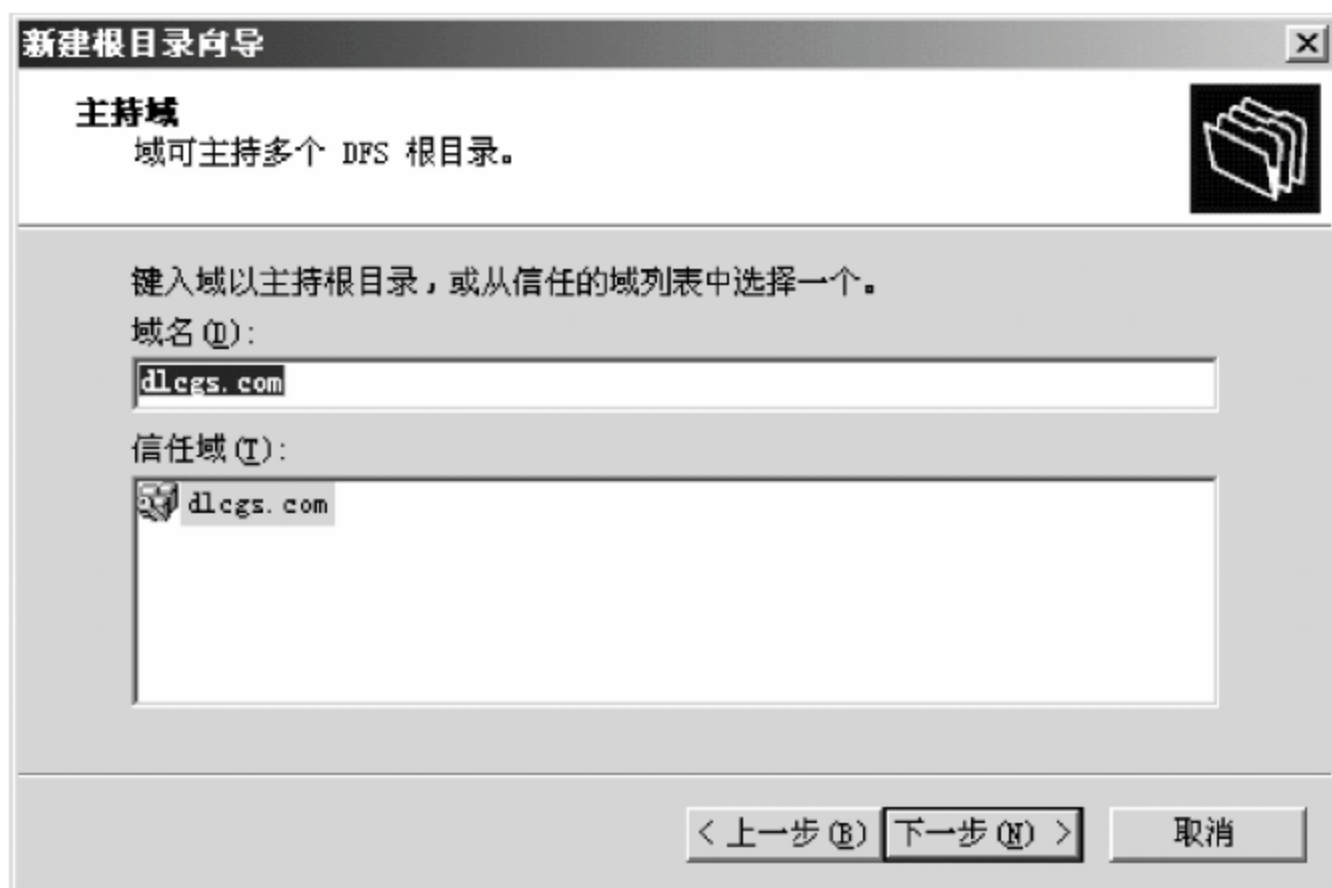 新建根目录向导
主持域
域可主持多个 DFS 根目录。
键入域以主持根目录,或从信任的域列表中选择一个。
域名(D):
dlcgs.com
信任域(T):
dlcgs.com
< 上一步(B) 下一步(N) > 取消